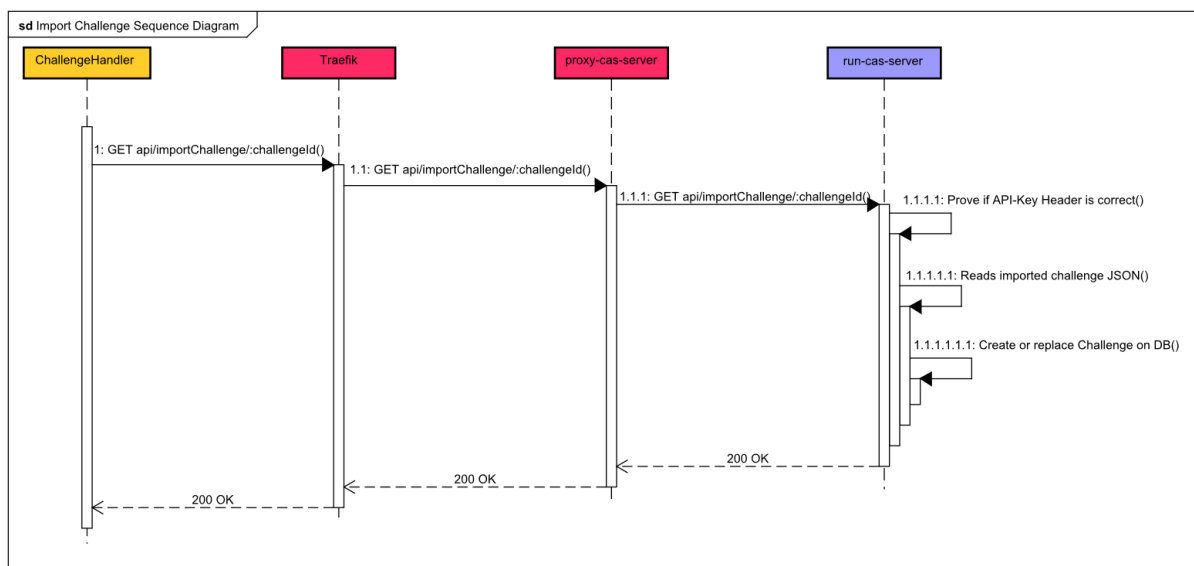 sd Import Challenge Sequence Diagram
ChallengeHandler
Traefik
proxy-cas-server
run-cas-server
1: GET api/importChallenge/:challengeId()
1.1: GET api/importChallenge/:challengeId()
1.1.1: GET api/importChallenge/:challengeId()
1.1.1.1: Prove if API-Key Header is correct()
1.1.1.1.1: Reads imported challenge JSON()
1.1.1.1.1.1: Create or replace Challenge on DB()
200 OK
200 OK
200 OK